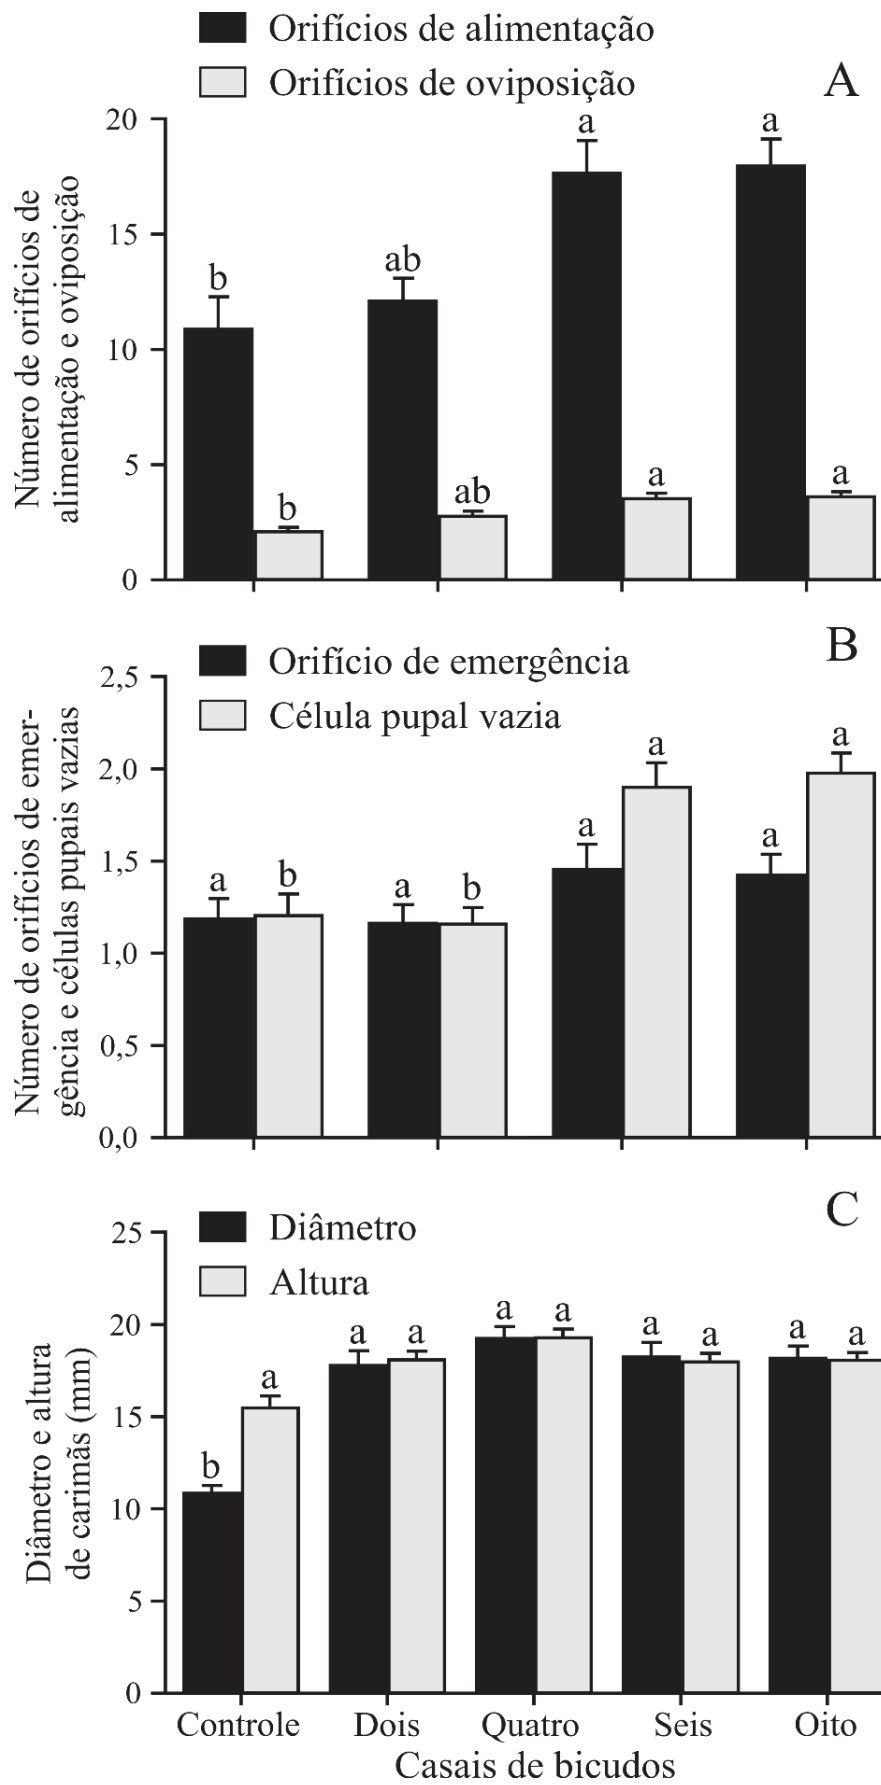 Orifícios de alimentação
Orifícios de oviposição
A
Número de orifícios de
alimentação e oviposição
20
15
10
5
0
b
b
ab
ab
a
a
a
a
B
Orifício de emergência
Célula pupal vazia
Número de orifícios de emer-
gência e células pupais vazias
2,5
2,0
1,5
1,0
0,5
0,0
a
b
a
b
a
a
a
a
C
Diâmetro
Altura
Diâmetro e altura
de carimãs (mm)
25
20
15
10
5
0
b
a
a
a
a
a
a
a
a
a
Controle Dois Quatro Seis Oito
Casais de bicudos